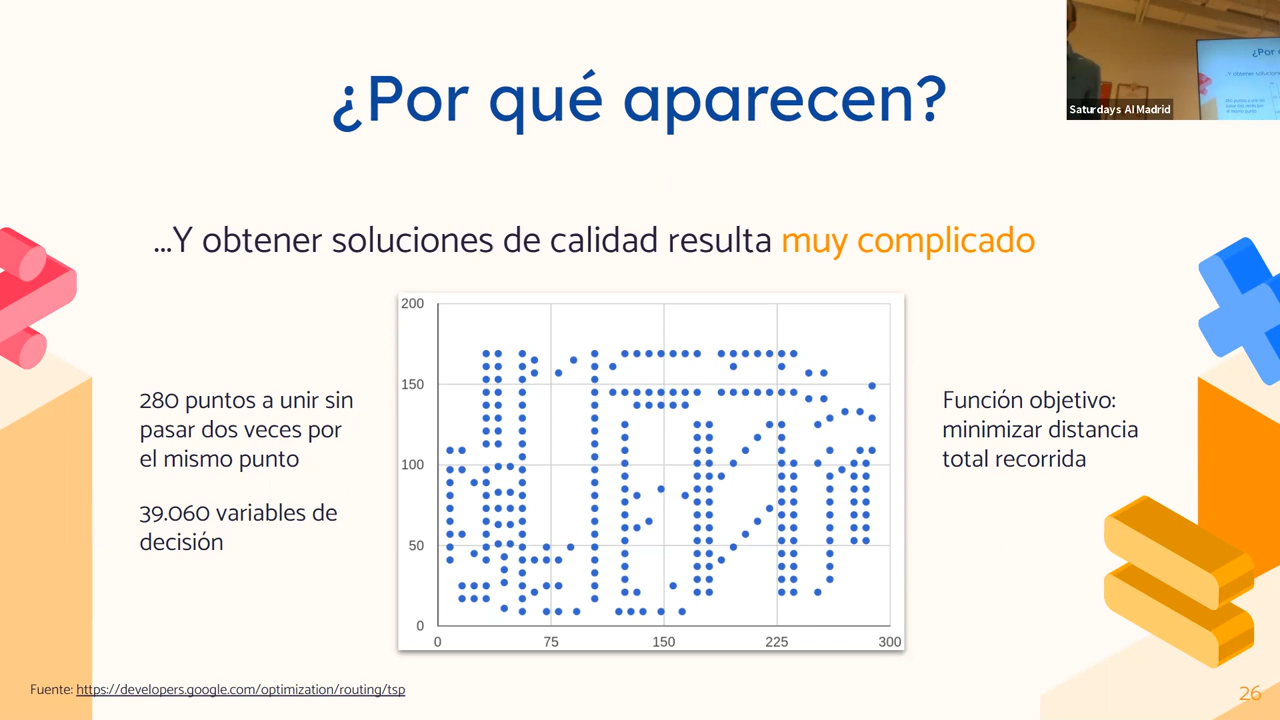 ¿Por qué aparecen?
Saturdays AI Madrid
...Y obtener soluciones de calidad resulta muy complicado
280 puntos a unir sin
pasar dos veces por
el mismo punto
39.060 variables de
decisión
200
150
100
50
0
0 75 150 225 300
Función objetivo:
minimizar distancia
total recorrida
Fuente: https://developers.google.com/optimization/routing/tsp
26